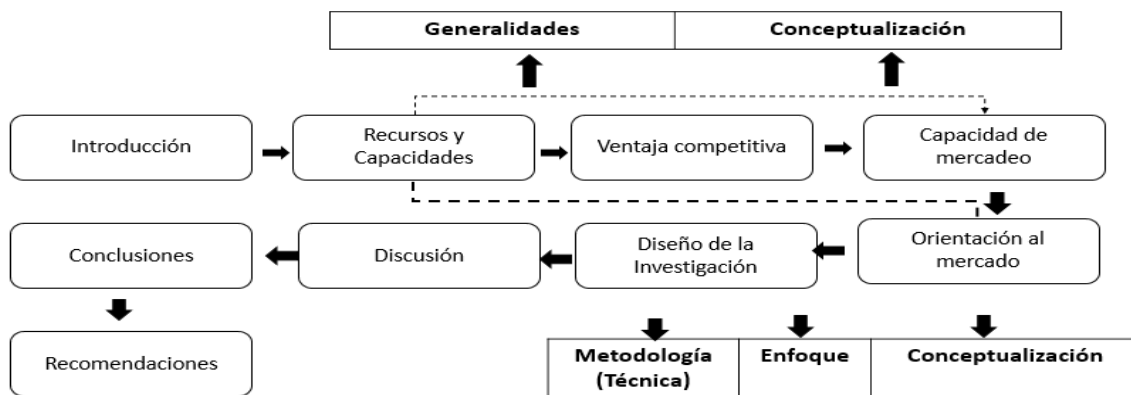 Generalidades
Conceptualización
Introducción
Recursos y
Capacidades
Ventaja competitiva
Capacidad de
mercadeo
Conclusiones
Discusión
Diseño de la
Investigación
Orientación al
mercado
Recomendaciones
Metodología
(Técnica)
Enfoque
Conceptualización